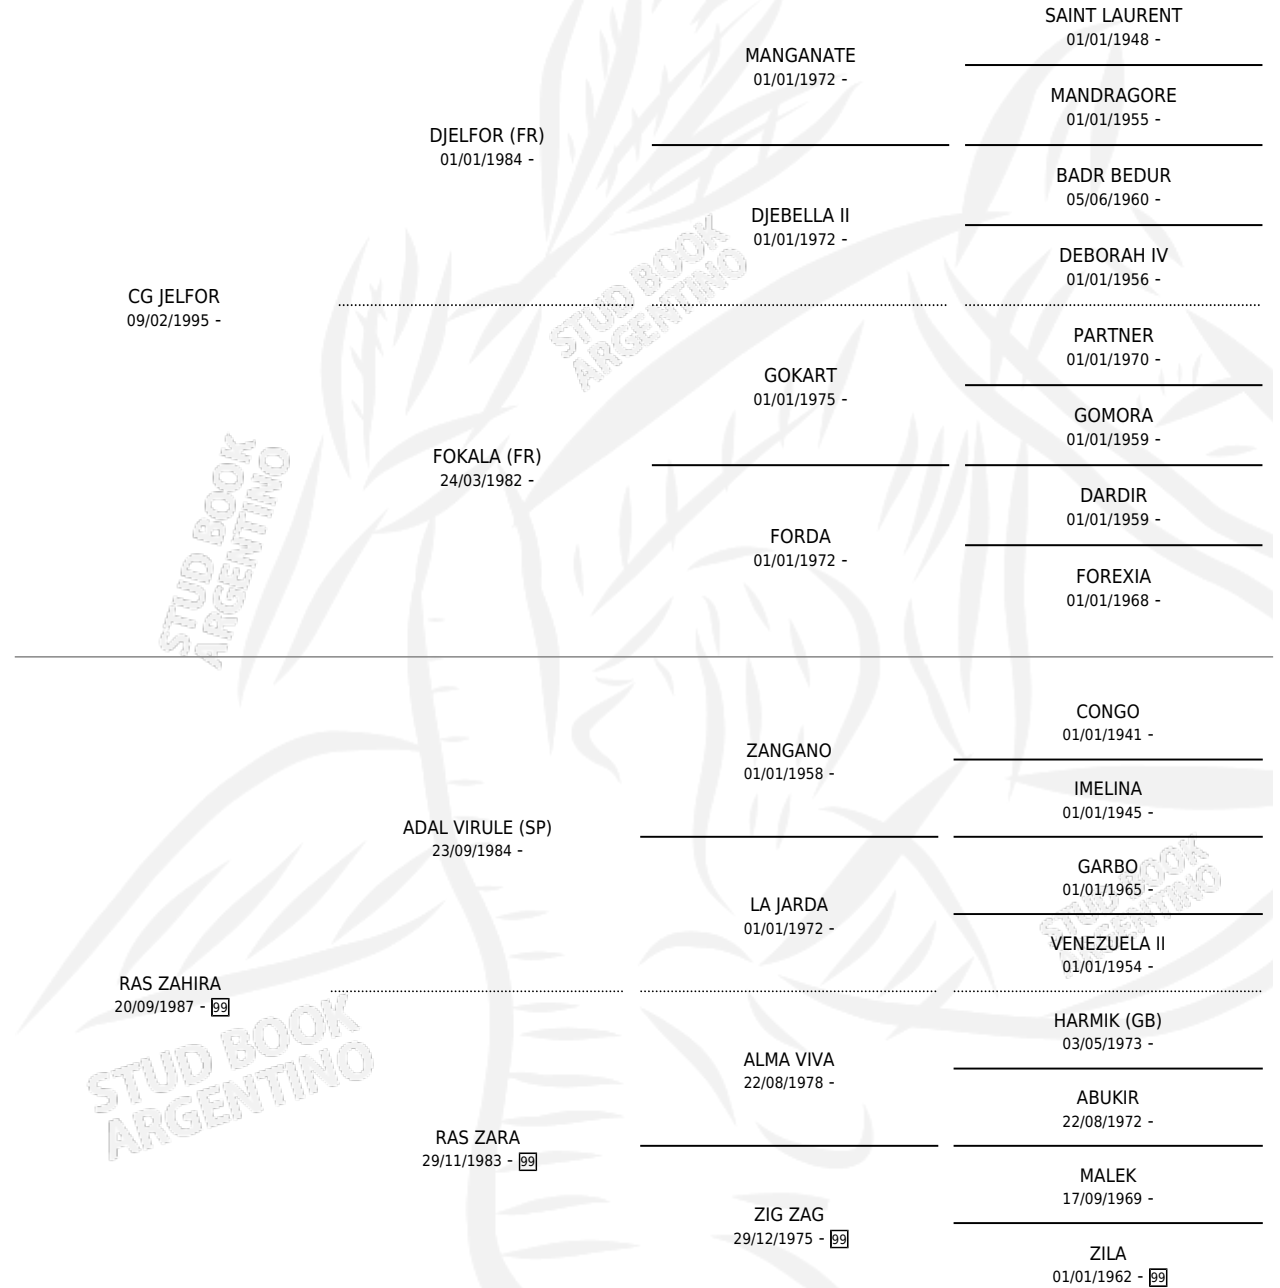 SAINT LAURENT
01/01/1948 -
MANGANATE
01/01/1972 -
MANDRAGORE
01/01/1955 -
DJELFOR (FR)
01/01/1984 -
BADR BEDUR
05/06/1960 -
DJEBELLA II
01/01/1972 -
DEBORAH IV
01/01/1956 -
CG JELFOR
09/02/1995 -
PARTNER
01/01/1970 -
GOKART
01/01/1975 -
GOMORA
01/01/1959 -
FOKALA (FR)
24/03/1982 -
DARDIR
01/01/1959 -
FORDA
01/01/1972 -
FOREXIA
01/01/1968 -
CONGO
01/01/1941 -
ZANGANO
01/01/1958 -
IMELINA
01/01/1945 -
ADAL VIRULE (SP)
23/09/1984 -
GARBO
01/01/1965 -
LA JARDA
01/01/1972 -
VENEZUELA II
01/01/1954 -
RAS ZAHIRA
20/09/1987 - 99
HARMIK (GB)
03/05/1973 -
ALMA VIVA
22/08/1978 -
ABUKIR
22/08/1972 -
RAS ZARA
29/11/1983 - 99
MALEK
17/09/1969 -
ZIG ZAG
29/12/1975 - 99
ZILA
01/01/1962 - 99
STUD BOOK
ARGENTINO
STUD BOOK
ARGENTINO
STUD BOOK
ARGENTINO
STUD BOOK
ARGENTINO